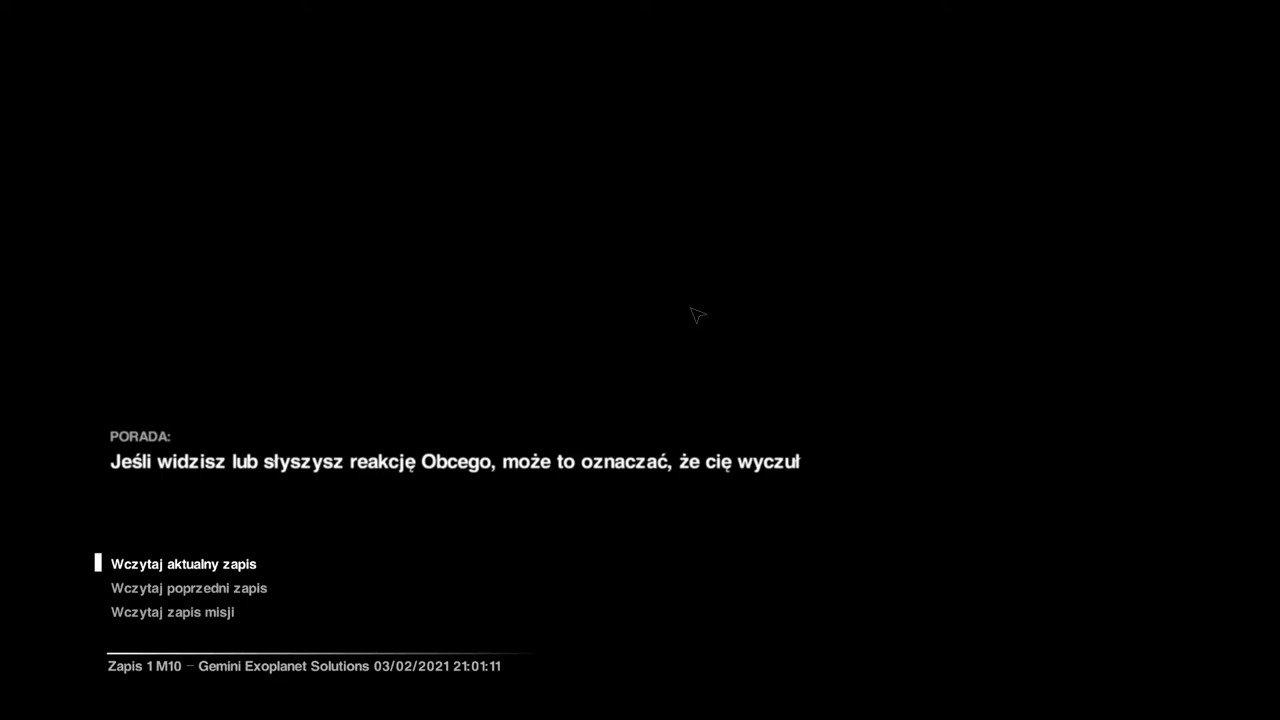 PORADA:
Jeśli widzisz lub słyszysz reakcję Obcego, może to oznaczać, że cię wyczuł
Wczytaj aktualny zapis
Wczytaj poprzedni zapis
Wczytaj zapis misji
Zapis 1 M10 – Gemini Exoplanet Solutions 03/02/2021 21:01:11